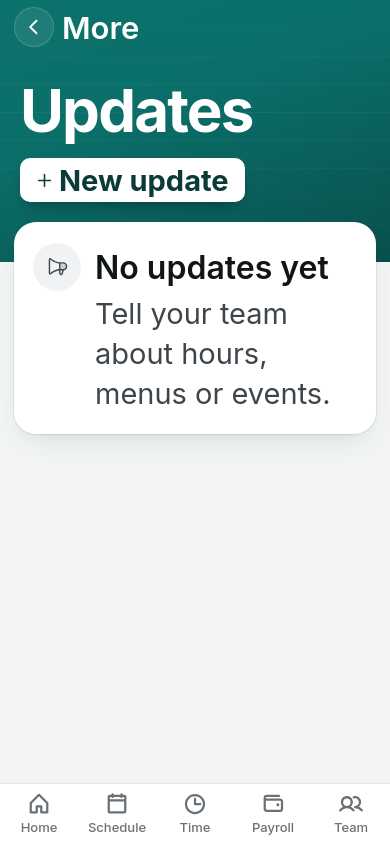 More
Updates
+ New update
No updates yet
Tell your team
about hours,
menus or events.
Home
Schedule
Time
Payroll
Team